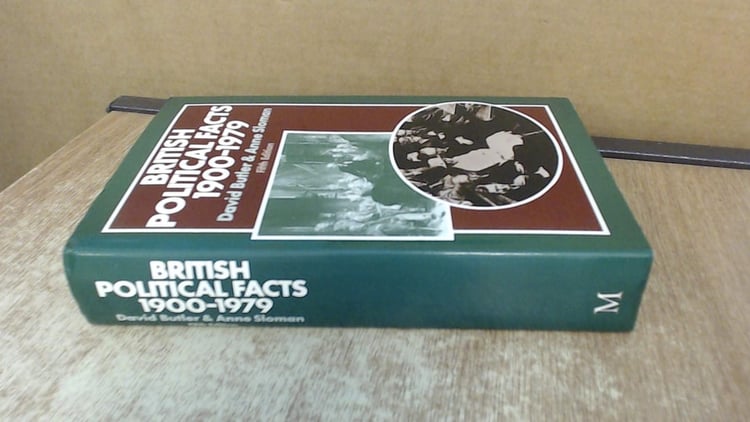 BRITISH
POLITICAL FACTS
1900-1979
David Butler & Anne Sloman
Fifth Edition
BRITISH
POLITICAL FACTS
1900-1979
David Butler & Anne Sloman
M